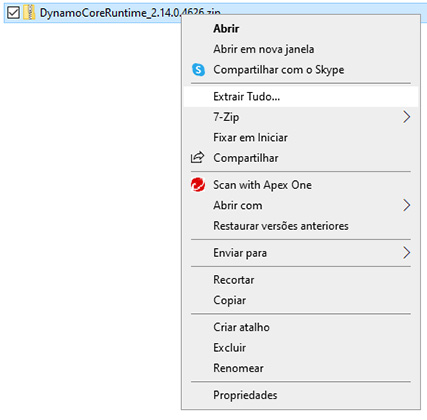 DynamoCoreRuntime_2.14.0.4626.zip
Abrir
Abrir em nova janela
Compartilhar com o Skype
Extrair Tudo...
7-Zip
Fixar em Iniciar
Compartilhar
Scan with Apex One
Abrir com
Restaurar versões anteriores
Enviar para
Recortar
Copiar
Criar atalho
Excluir
Renomear
Propriedades